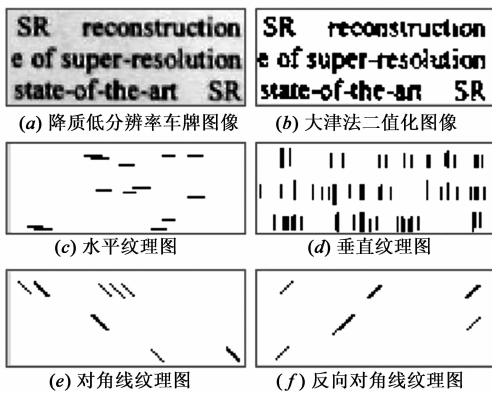 SR reconstruction
e of super-resolution
state-of-the-art SR
SR reconstruction
e of super-resolution
state-of-the-art SR
(a) 降质低分辨率车牌图像
(b) 大津法二值化图像
(c) 水平纹理图
(d) 垂直纹理图
(e) 对角线纹理图
(f) 反向对角线纹理图